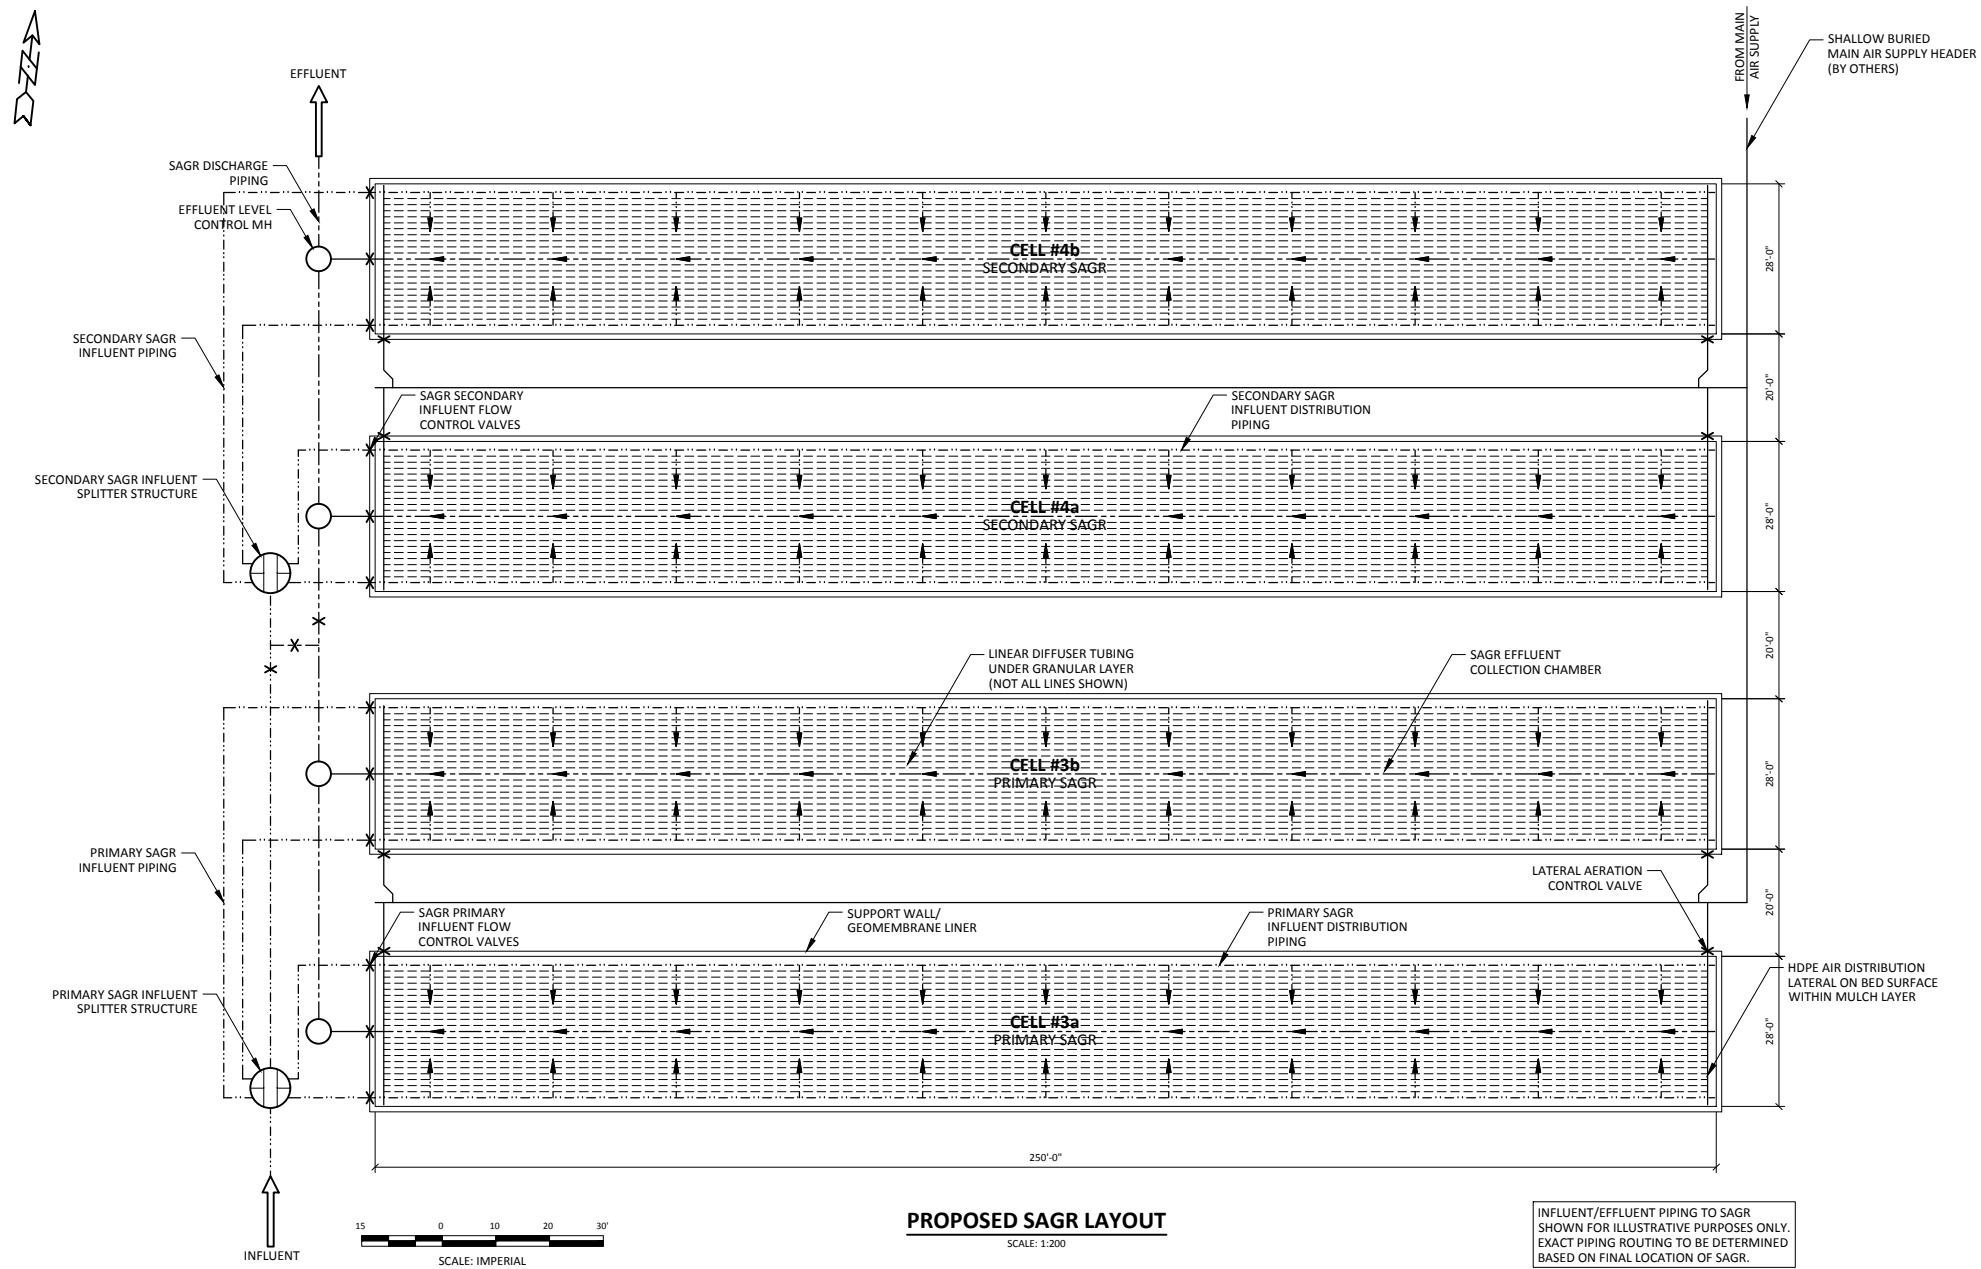 EFFLUENT
FROM MAIN
AIR SUPPLY
SHALLOW BURIED
MAIN AIR SUPPLY HEADER
(BY OTHERS)
SAGR DISCHARGE
PIPING
EFFLUENT LEVEL
CONTROL MH
CELL #4b
SECONDARY SAGR
28'-0"
SECONDARY SAGR
INFLUENT PIPING
SAGR SECONDARY
INFLUENT FLOW
CONTROL VALVES
SECONDARY SAGR
INFLUENT DISTRIBUTION
PIPING
20'-0"
SECONDARY SAGR INFLUENT
SPLITTER STRUCTURE
CELL #4a
SECONDARY SAGR
28'-0"
LINEAR DIFFUSER TUBING
UNDER GRANULAR LAYER
(NOT ALL LINES SHOWN)
SAGR EFFLUENT
COLLECTION CHAMBER
20'-0"
CELL #3b
PRIMARY SAGR
28'-0"
PRIMARY SAGR
INFLUENT PIPING
LATERAL AERATION
CONTROL VALVE
SAGR PRIMARY
INFLUENT FLOW
CONTROL VALVES
SUPPORT WALL/
GEOMEMBRANE LINER
PRIMARY SAGR
INFLUENT DISTRIBUTION
PIPING
20'-0"
PRIMARY SAGR INFLUENT
SPLITTER STRUCTURE
CELL #3a
PRIMARY SAGR
HDPE AIR DISTRIBUTION
LATERAL ON BED SURFACE
WITHIN MULCH LAYER
28'-0"
250'-0"
INFLUENT
15 0 10 20 30'
SCALE: IMPERIAL
PROPOSED SAGR LAYOUT
SCALE: 1:200
INFLUENT/EFFLUENT PIPING TO SAGR
SHOWN FOR ILLUSTRATIVE PURPOSES ONLY.
EXACT PIPING ROUTING TO BE DETERMINED
BASED ON FINAL LOCATION OF SAGR.